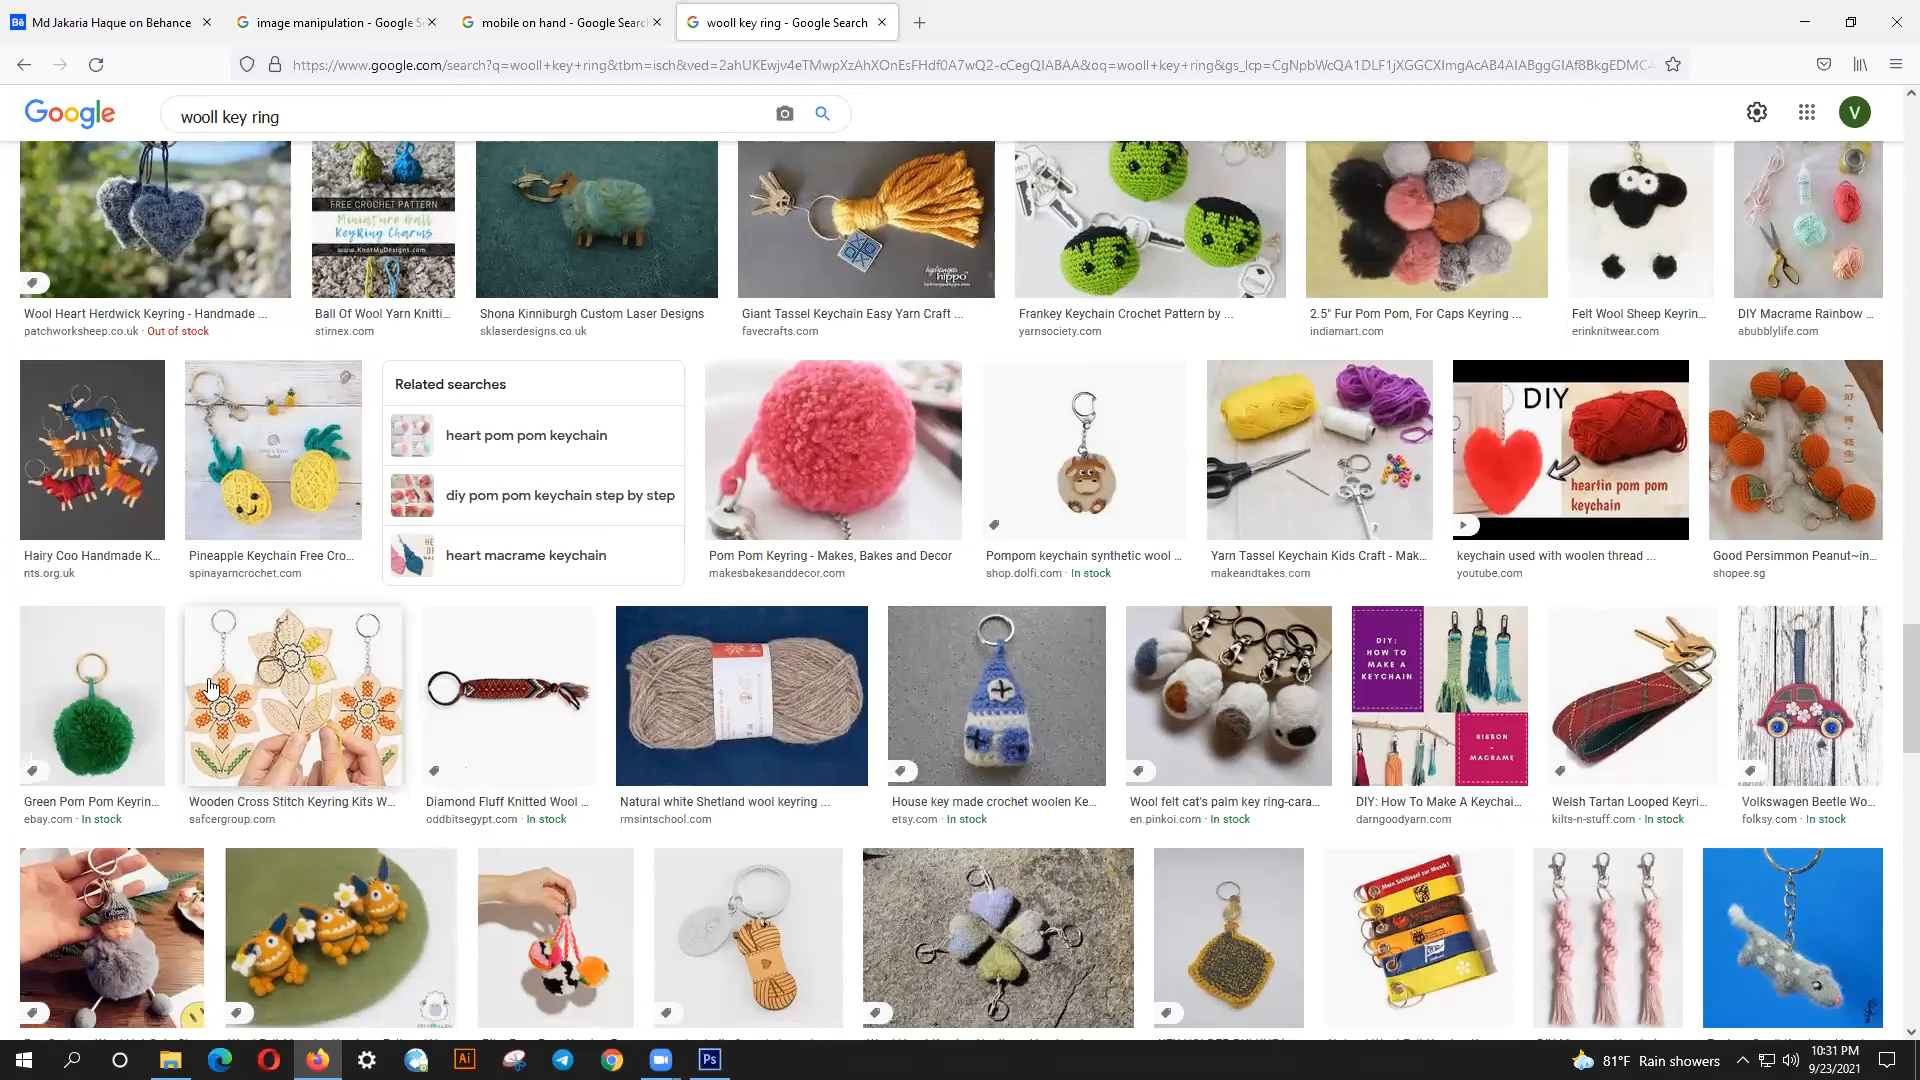 Bē Md Jakaria Haque on Behance
image manipulation - Google S
mobile on hand - Google Searc
wooll key ring - Google Search
https://www.google.com/search?q=wooll+key+ring&tbm=isch&ved=2ahUKEwjv4eTMwpXzAhXOnEsFHdf0A7wQ2-cCegQIABAA&oq=wooll+key+ring&gs_lcp=CgNpbWcQA1DLF1jXGGCXImgAcAB4AIABggGIAf8BkgEDMC4
Google
wooll key ring
V
FREE CROCHET PATTERN
Miniature Ball
KeyRing Charms
www.KnotMyDesigns.com
hippo
Wool Heart Herdwick Keyring - Handmade ...
patchworksheep.co.uk · Out of stock
Ball Of Wool Yarn Knitti...
stimex.com
Shona Kinniburgh Custom Laser Designs
sklaserdesigns.co.uk
Giant Tassel Keychain Easy Yarn Craft ...
favecrafts.com
Frankey Keychain Crochet Pattern by ...
yarnsociety.com
2.5" Fur Pom Pom, For Caps Keyring ...
indiamart.com
Felt Wool Sheep Keyrin...
erinknitwear.com
DIY Macrame Rainbow ...
abubblylife.com
Related searches
heart pom pom keychain
diy pom pom keychain step by step
heart macrame keychain
DIY
heartin pom pom
keychain
Hairy Coo Handmade K...
nts.org.uk
Pineapple Keychain Free Cro...
spinayarncrochet.com
Pom Pom Keyring - Makes, Bakes and Decor
makesbakesanddecor.com
Pompom keychain synthetic wool ...
shop.dolfi.com · In stock
Yarn Tassel Keychain Kids Craft - Mak...
makeandtakes.com
keychain used with woolen thread ...
youtube.com
Good Persimmon Peanut~in...
shopee.sg
DIY:
HOW TO
MAKE A
KEYCHAIN
RIBBON
+
MACRAME
Green Pom Pom Keyrin...
ebay.com · In stock
Wooden Cross Stitch Keyring Kits W...
safcergroup.com
Diamond Fluff Knitted Wool ...
oddbitsegypt.com · In stock
Natural white Shetland wool keyring ...
rmsintschool.com
House key made crochet woolen Ke...
etsy.com · In stock
Wool felt cat's palm key ring-cara...
en.pinkoi.com · In stock
DIY: How To Make A Keychai...
darngoodyarn.com
Welsh Tartan Looped Keyri...
kilts-n-stuff.com · In stock
Volkswagen Beetle Wo...
folksy.com · In stock
Mein Schlüssel zur Musik!
Ai
Ps
81°F Rain showers
10:31 PM
9/23/2021